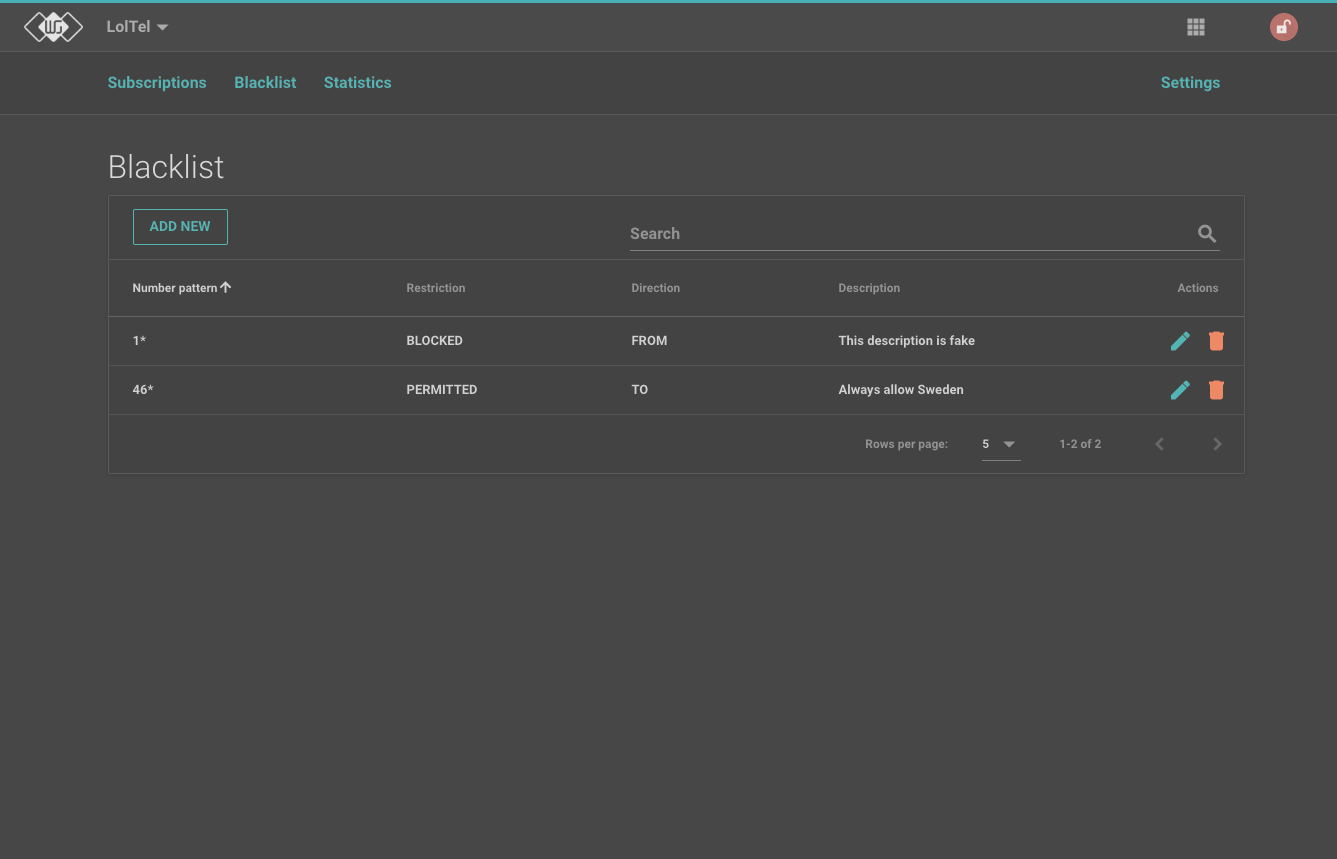 LolTel
Subscriptions Blacklist Statistics Settings
Blacklist
ADD NEW
Search
Number pattern Restriction Direction Description Actions
1* BLOCKED FROM This description is fake
46* PERMITTED TO Always allow Sweden
Rows per page: 5 1-2 of 2